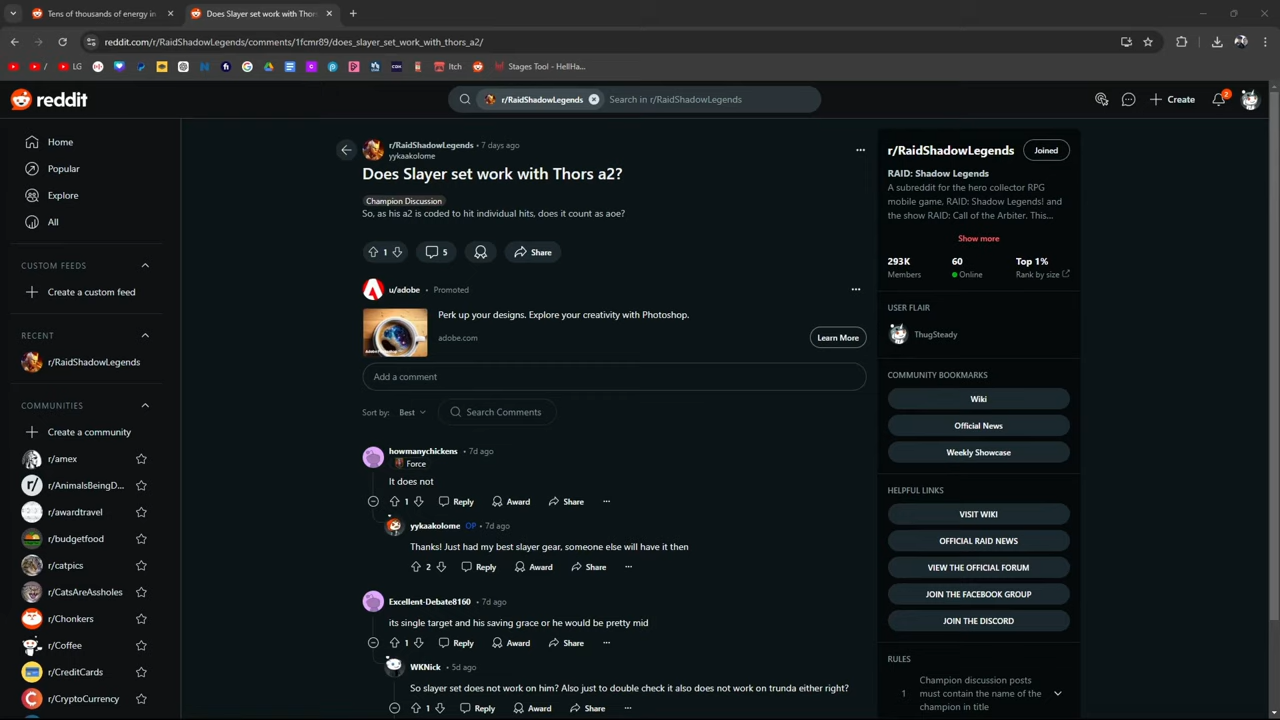 Tens of thousands of energy in
Does Slayer set work with Thors
reddit.com/r/RaidShadowLegends/comments/1fcmr89/does_slayer_set_work_with_thors_a2/
/
LG
Itch
Stages Tool - HellHa...
reddit
r/RaidShadowLegends
Search in r/RaidShadowLegends
Create
2
Home
Popular
Explore
All
CUSTOM FEEDS
Create a custom feed
RECENT
r/RaidShadowLegends
COMMUNITIES
Create a community
r/amex
r/AnimalsBeingD...
r/awardtravel
r/budgetfood
r/catpics
r/CatsAreAssholes
r/Chonkers
r/Coffee
r/CreditCards
r/CryptoCurrency
r/RaidShadowLegends • 7 days ago
yykaakolome
Does Slayer set work with Thors a2?
Champion Discussion
So, as his a2 is coded to hit individual hits, does it count as aoe?
1
5
Share
u/adobe • Promoted
Perk up your designs. Explore your creativity with Photoshop.
adobe.com
Learn More
Add a comment
Sort by: Best
Search Comments
howmanychickens • 7d ago
Force
It does not
1 Reply Award Share
yykaakolome OP • 7d ago
Thanks! Just had my best slayer gear, someone else will have it then
2 Reply Award Share
Excellent-Debate8160 • 7d ago
its single target and his saving grace or he would be pretty mid
1 Reply Award Share
WKNick • 5d ago
So slayer set does not work on him? Also just to double check it also does not work on trunda either right?
1 Reply Award Share
r/RaidShadowLegends
Joined
RAID: Shadow Legends
A subreddit for the hero collector RPG
mobile game, RAID: Shadow Legends! and
the show RAID: Call of the Arbiter. This...
Show more
293K 60 Top 1%
Members Online Rank by size
USER FLAIR
ThugSteady
COMMUNITY BOOKMARKS
Wiki
Official News
Weekly Showcase
HELPFUL LINKS
VISIT WIKI
OFFICIAL RAID NEWS
VIEW THE OFFICIAL FORUM
JOIN THE FACEBOOK GROUP
JOIN THE DISCORD
RULES
Champion discussion posts
1 must contain the name of the
champion in title